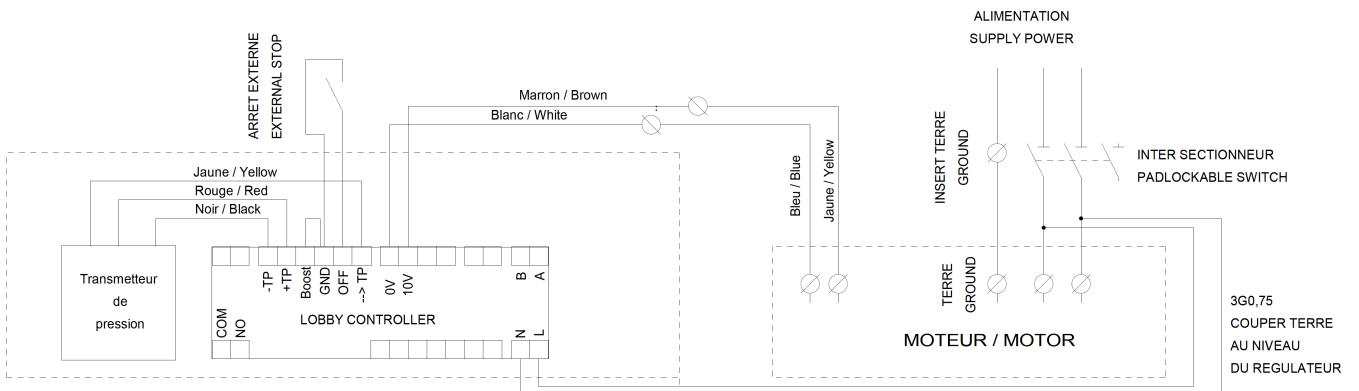 ALIMENTATION
SUPPLY POWER
ARRET EXTERNE
EXTERNAL STOP
Marron / Brown
Blanc / White
Bleu / Blue
Jaune / Yellow
INSERT TERRE
GROUND
INTER SECTIONNEUR
PADLOCKABLE SWITCH
Jaune / Yellow
Rouge / Red
Noir / Black
Transmetteur
de
pression
-TP
+TP
Boost
GND
OFF
--> TP
0V
10V
B
A
COM
NO
LOBBY CONTROLLER
N
L
TERRE
GROUND
MOTEUR / MOTOR
3G0,75
COUPER TERRE
AU NIVEAU
DU REGULATEUR